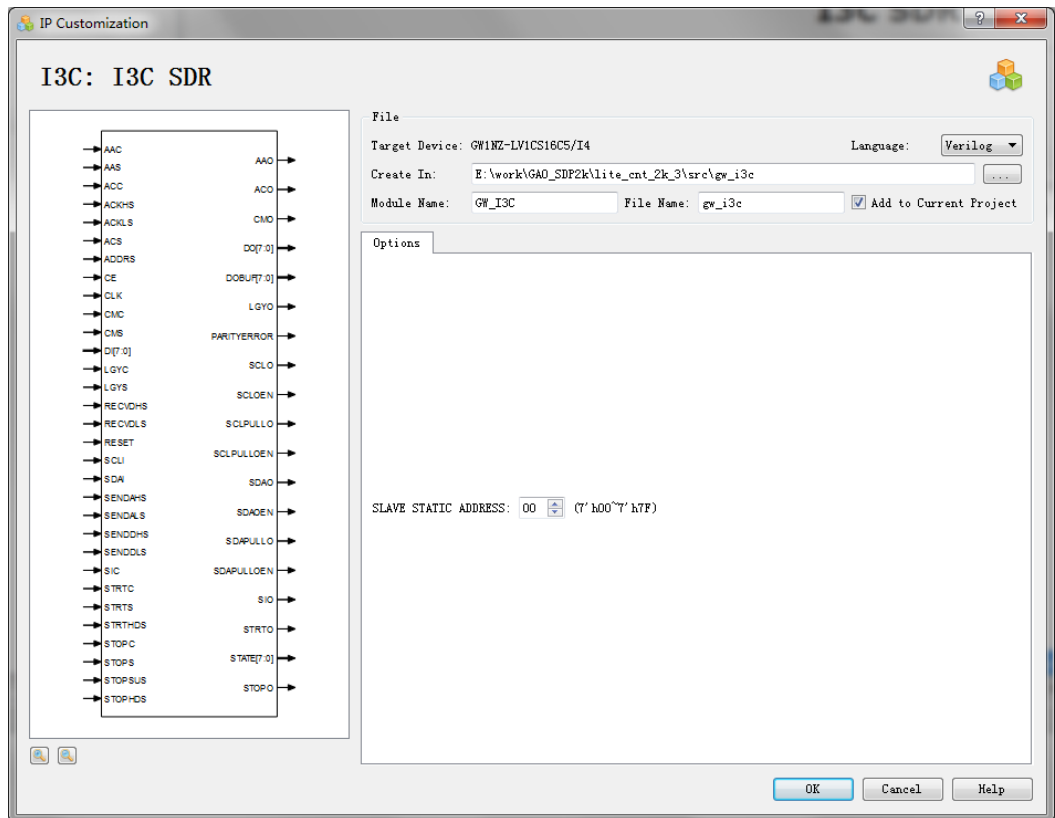 IP Customization
I3C SDR
I3C: I3C SDR
AAC
AAS
ACC
ACKHS
ACKLS
ACS
ADDRS
CE
CLK
CMC
CMS
DI[7:0]
LGYC
LGYS
RECVDHS
RECVDLS
RESET
SCLI
SDAI
SENDAHS
SENDALS
SENDDHS
SENDDLS
SIC
STRTC
STRTS
STRTHDS
STOPC
STOPS
STOPSUS
STOPHDS
AAO
ACO
CMO
DO[7:0]
DOBUF[7:0]
LGYO
PARITYERROR
SCLO
SCLOEN
SCLPULLO
SCLPULLOEN
SDAO
SDAOEN
SDAPULLO
SDAPULLOEN
SIO
STRTO
STATE[7:0]
STOPO
File
Target Device: GW1NZ-LV1CS16C5/I4 Language: Verilog
Create In: E:\work\GAO_SDP2k\lite_cnt_2k_3\src\gw_i3c ...
Module Name: GW_I3C File Name: gw_i3c Add to Current Project
Options
SLAVE STATIC ADDRESS: 00 (7'h00~7'h7F)
OK Cancel Help